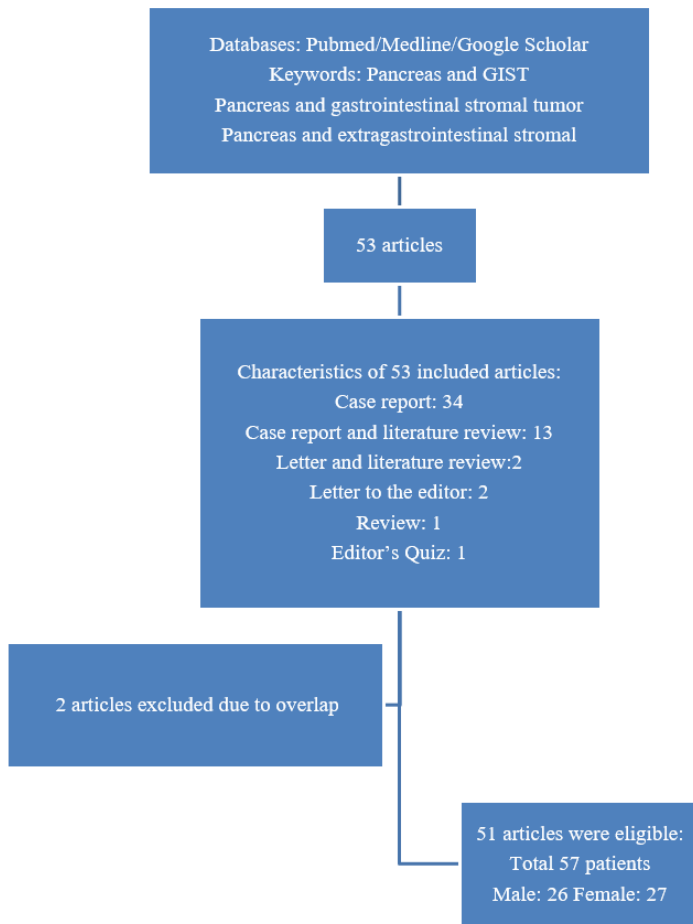 Databases: Pubmed/Medline/Google Scholar
Keywords: Pancreas and GIST
Pancreas and gastrointestinal stromal tumor
Pancreas and extragastrointestinal stromal
53 articles
Characteristics of 53 included articles:
Case report: 34
Case report and literature review: 13
Letter and literature review:2
Letter to the editor: 2
Review: 1
Editor’s Quiz: 1
2 articles excluded due to overlap
51 articles were eligible:
Total 57 patients
Male: 26 Female: 27